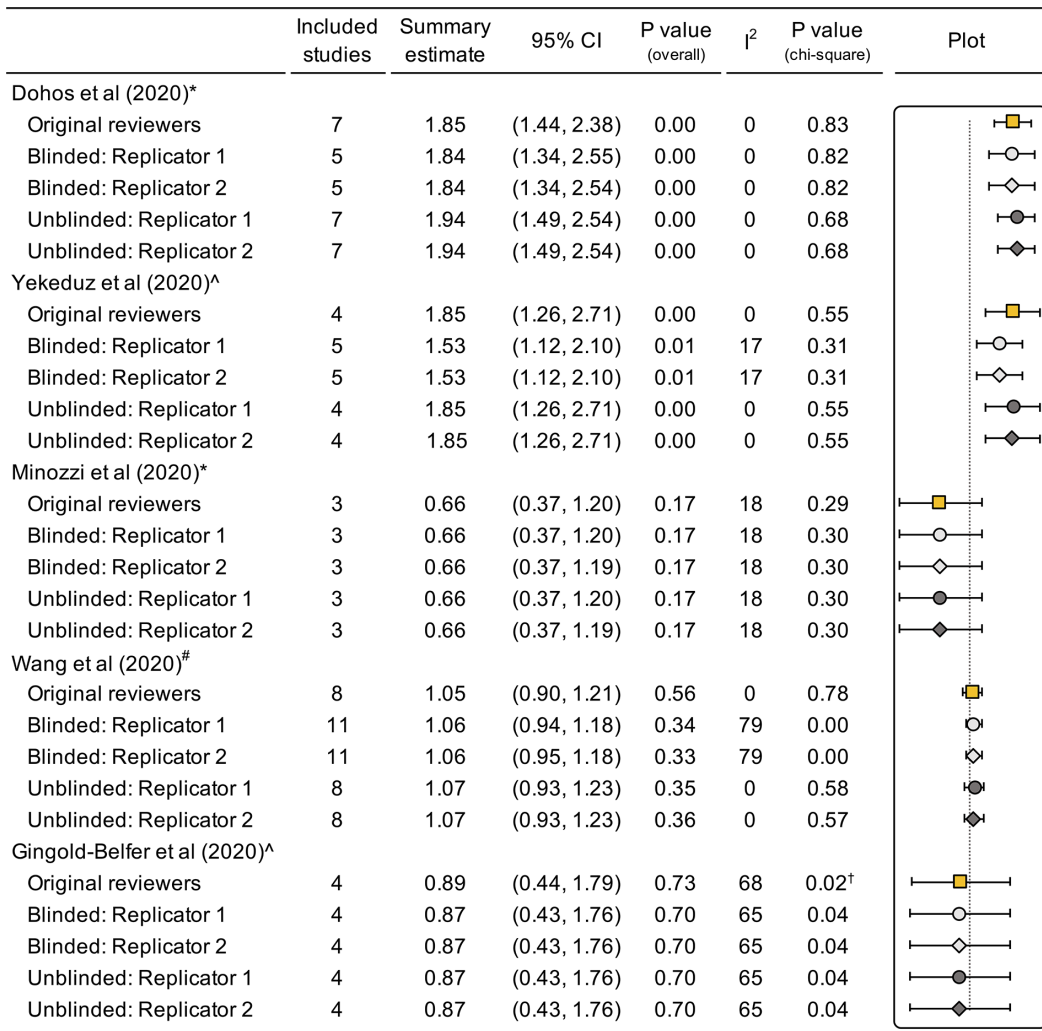 Included studies Summary estimate 95% CI P value (overall) I² P value (chi-square) Plot
Dohos et al (2020)*
Original reviewers 7 1.85 (1.44, 2.38) 0.00 0 0.83
Blinded: Replicator 1 5 1.84 (1.34, 2.55) 0.00 0 0.82
Blinded: Replicator 2 5 1.84 (1.34, 2.54) 0.00 0 0.82
Unblinded: Replicator 1 7 1.94 (1.49, 2.54) 0.00 0 0.68
Unblinded: Replicator 2 7 1.94 (1.49, 2.54) 0.00 0 0.68
Yekeduz et al (2020)^
Original reviewers 4 1.85 (1.26, 2.71) 0.00 0 0.55
Blinded: Replicator 1 5 1.53 (1.12, 2.10) 0.01 17 0.31
Blinded: Replicator 2 5 1.53 (1.12, 2.10) 0.01 17 0.31
Unblinded: Replicator 1 4 1.85 (1.26, 2.71) 0.00 0 0.55
Unblinded: Replicator 2 4 1.85 (1.26, 2.71) 0.00 0 0.55
Minozzi et al (2020)*
Original reviewers 3 0.66 (0.37, 1.20) 0.17 18 0.29
Blinded: Replicator 1 3 0.66 (0.37, 1.20) 0.17 18 0.30
Blinded: Replicator 2 3 0.66 (0.37, 1.19) 0.17 18 0.30
Unblinded: Replicator 1 3 0.66 (0.37, 1.20) 0.17 18 0.30
Unblinded: Replicator 2 3 0.66 (0.37, 1.19) 0.17 18 0.30
Wang et al (2020)#
Original reviewers 8 1.05 (0.90, 1.21) 0.56 0 0.78
Blinded: Replicator 1 11 1.06 (0.94, 1.18) 0.34 79 0.00
Blinded: Replicator 2 11 1.06 (0.95, 1.18) 0.33 79 0.00
Unblinded: Replicator 1 8 1.07 (0.93, 1.23) 0.35 0 0.58
Unblinded: Replicator 2 8 1.07 (0.93, 1.23) 0.36 0 0.57
Gingold-Belfer et al (2020)^
Original reviewers 4 0.89 (0.44, 1.79) 0.73 68 0.02†
Blinded: Replicator 1 4 0.87 (0.43, 1.76) 0.70 65 0.04
Blinded: Replicator 2 4 0.87 (0.43, 1.76) 0.70 65 0.04
Unblinded: Replicator 1 4 0.87 (0.43, 1.76) 0.70 65 0.04
Unblinded: Replicator 2 4 0.87 (0.43, 1.76) 0.70 65 0.04